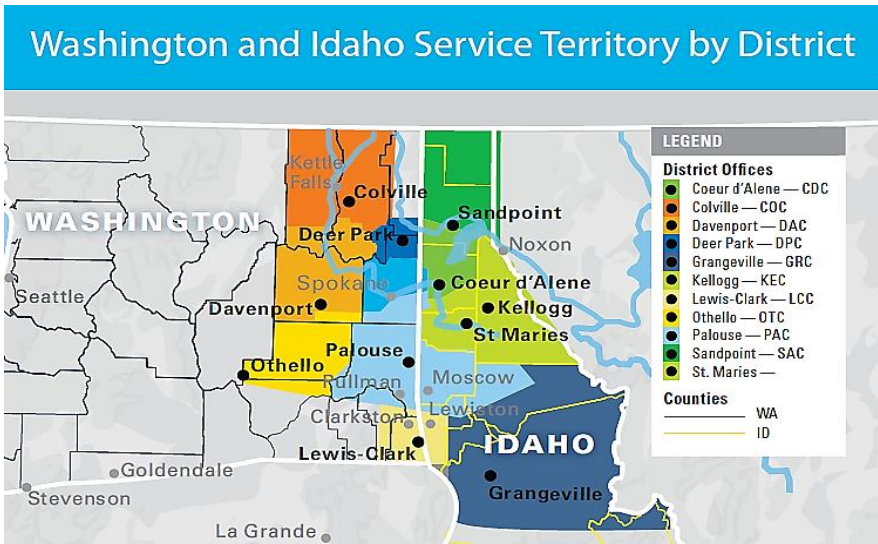 Washington and Idaho Service Territory by District
Kettle
Falls
Colville
WASHINGTON
Sandpoint
Deer Park
Noxon
Seattle
Spokane
Coeur d'Alene
Davenport
Kellogg
St Maries
Othello
Palouse
Pullman
Moscow
Clarkston
Lewiston
Lewis-Clark
IDAHO
Goldendale
Grangeville
Stevenson
La Grande
LEGEND
District Offices
Coeur d'Alene — CDC
Colville — COC
Davenport — DAC
Deer Park — DPC
Grangeville — GRC
Kellogg — KEC
Lewis-Clark — LCC
Othello — OTC
Palouse — PAC
Sandpoint — SAC
St. Maries —
Counties
WA
ID